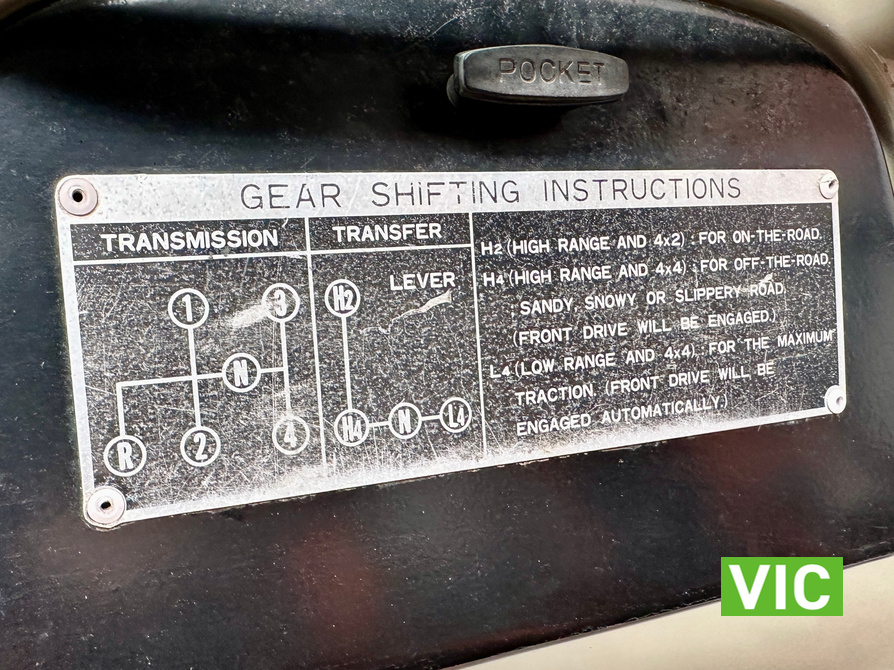 POCKET
GEAR SHIFTING INSTRUCTIONS
TRANSMISSION
1 3
N
R 2 4
TRANSFER
LEVER
H2
H4 N L4
H2 (HIGH RANGE AND 4x2) : FOR ON-THE-ROAD.
H4 (HIGH RANGE AND 4x4) : FOR OFF-THE-ROAD.
: SANDY, SNOWY OR SLIPPERY ROAD.
(FRONT DRIVE WILL BE ENGAGED.)
L4 (LOW RANGE AND 4x4) : FOR THE MAXIMUM
TRACTION. (FRONT DRIVE WILL BE
ENGAGED AUTOMATICALLY.)
VIC